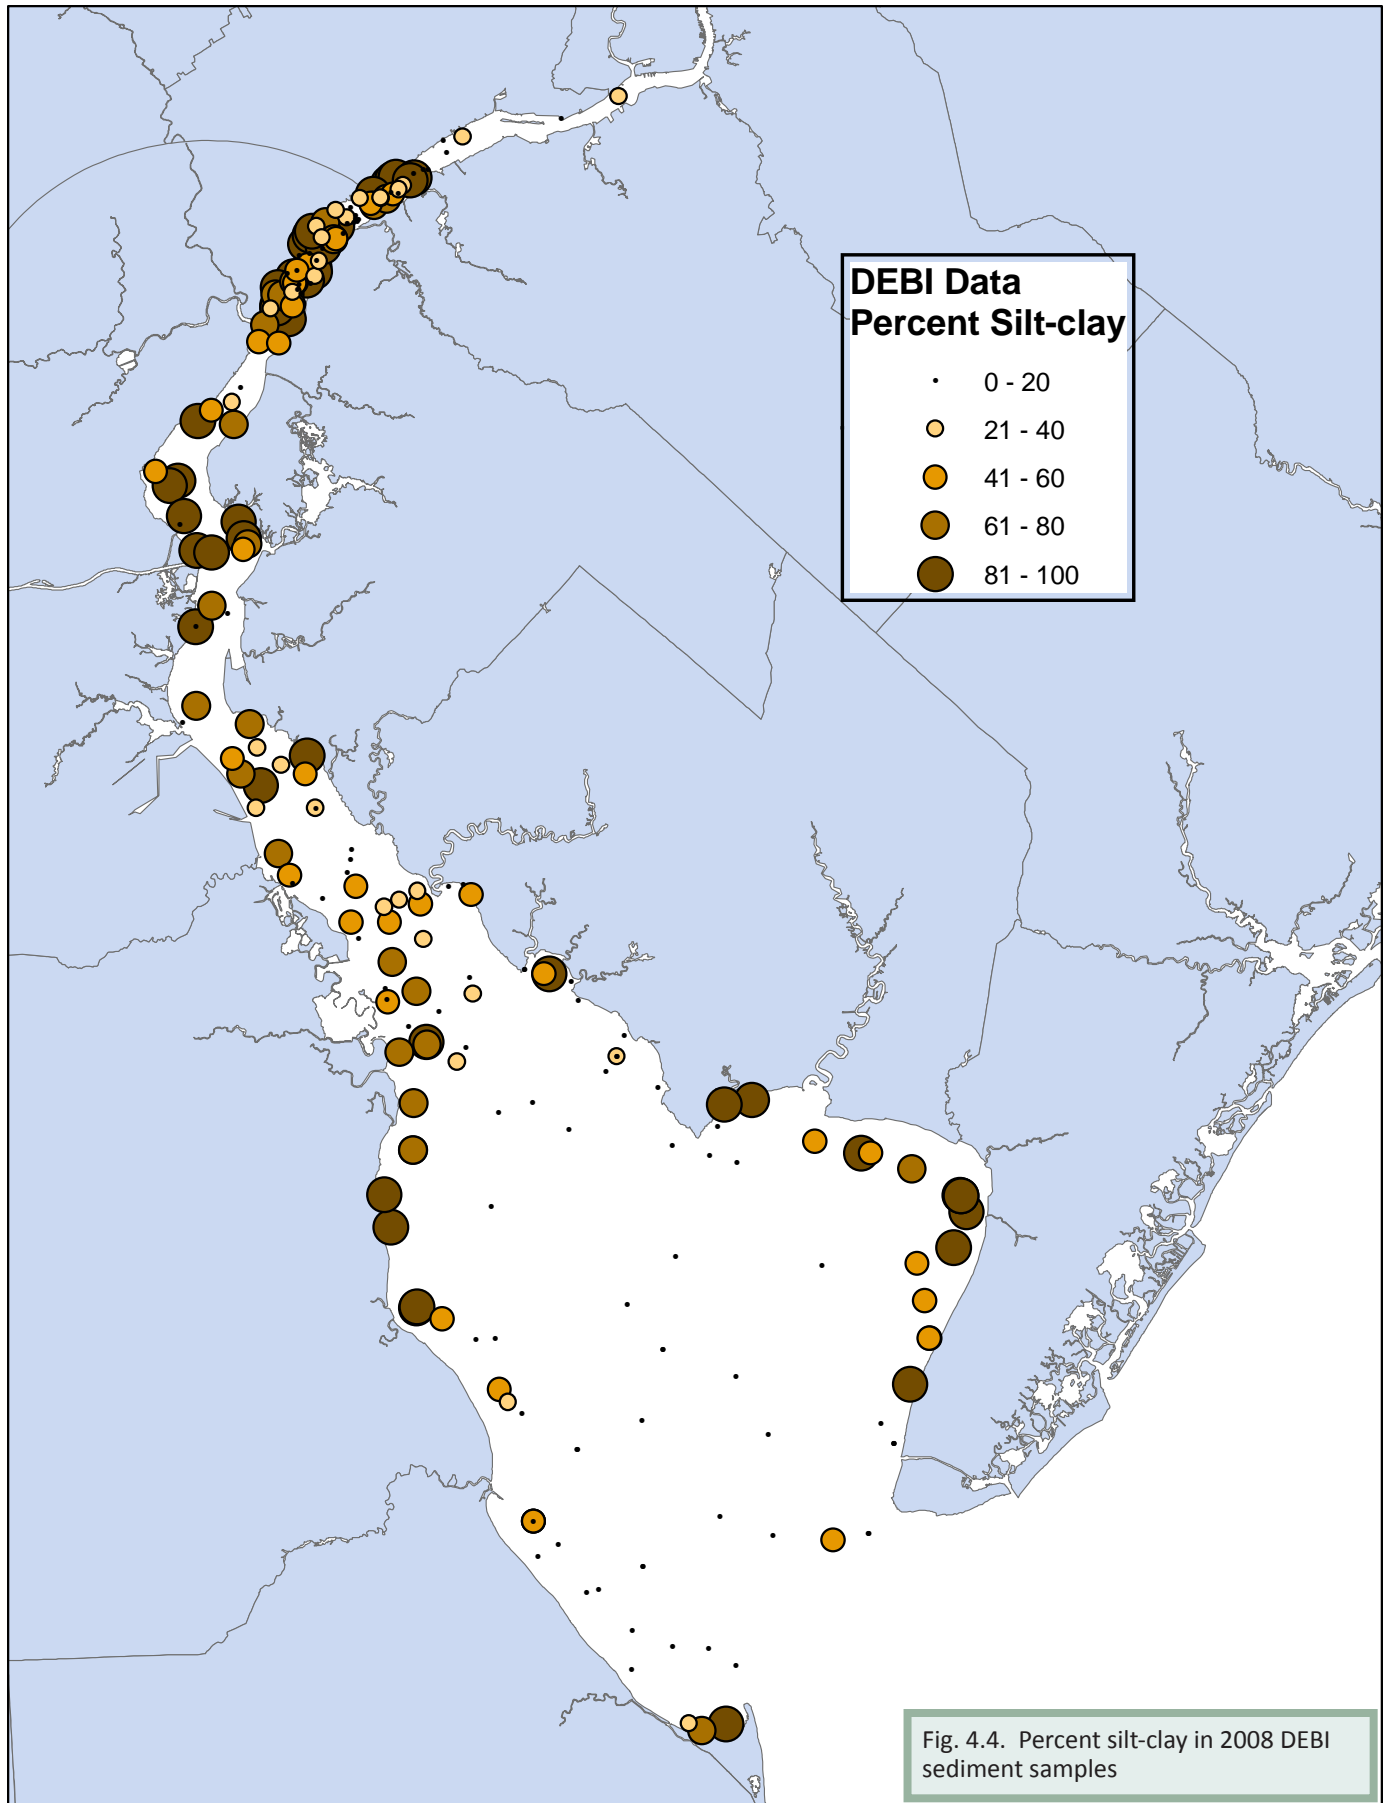 DEBI Data
Percent Silt-clay
0 - 20
21 - 40
41 - 60
61 - 80
81 - 100
Fig. 4.4. Percent silt-clay in 2008 DEBI
sediment samples